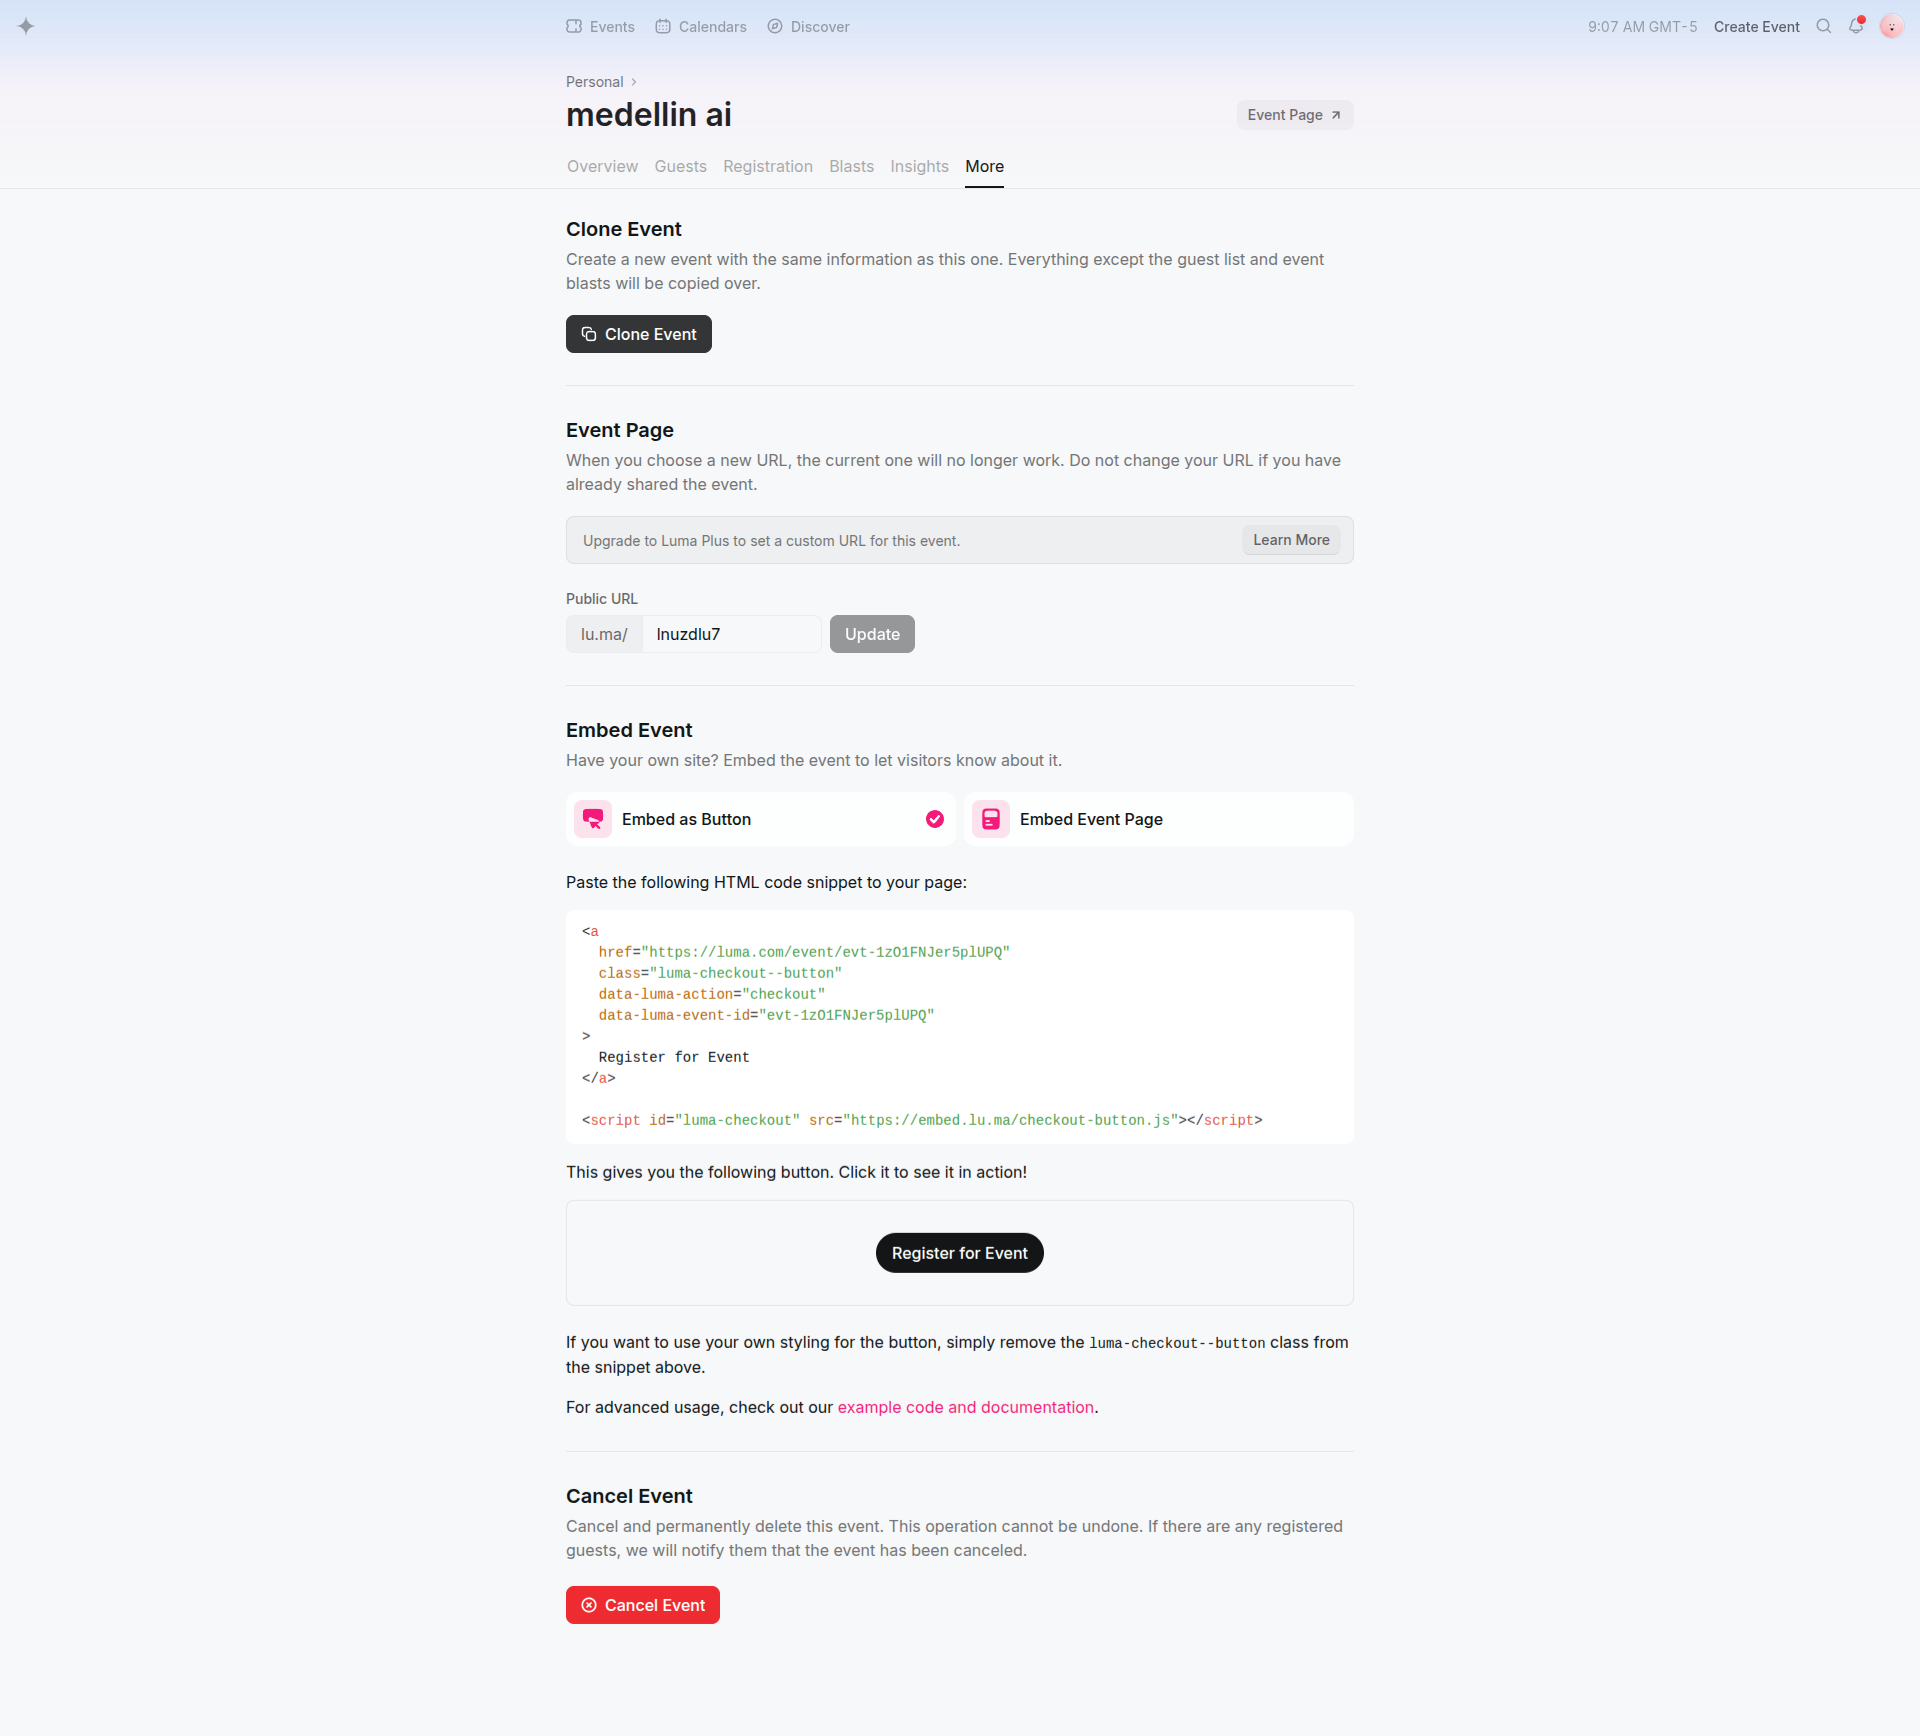 Events Calendars Discover
9:07 AM GMT-5 Create Event
Personal
medellin ai
Event Page
Overview Guests Registration Blasts Insights More
Clone Event
Create a new event with the same information as this one. Everything except the guest list and event
blasts will be copied over.
Clone Event
Event Page
When you choose a new URL, the current one will no longer work. Do not change your URL if you have
already shared the event.
Upgrade to Luma Plus to set a custom URL for this event.
Learn More
Public URL
lu.ma/ lnuzdlu7 Update
Embed Event
Have your own site? Embed the event to let visitors know about it.
Embed as Button
Embed Event Page
Paste the following HTML code snippet to your page:
<a
  href="https://luma.com/event/evt-1zO1FNJer5plUPQ"
  class="luma-checkout--button"
  data-luma-action="checkout"
  data-luma-event-id="evt-1zO1FNJer5plUPQ"
>
  Register for Event
</a>
<script id="luma-checkout" src="https://embed.lu.ma/checkout-button.js"></script>
This gives you the following button. Click it to see it in action!
Register for Event
If you want to use your own styling for the button, simply remove the luma-checkout--button class from
the snippet above.
For advanced usage, check out our example code and documentation.
Cancel Event
Cancel and permanently delete this event. This operation cannot be undone. If there are any registered
guests, we will notify them that the event has been canceled.
Cancel Event